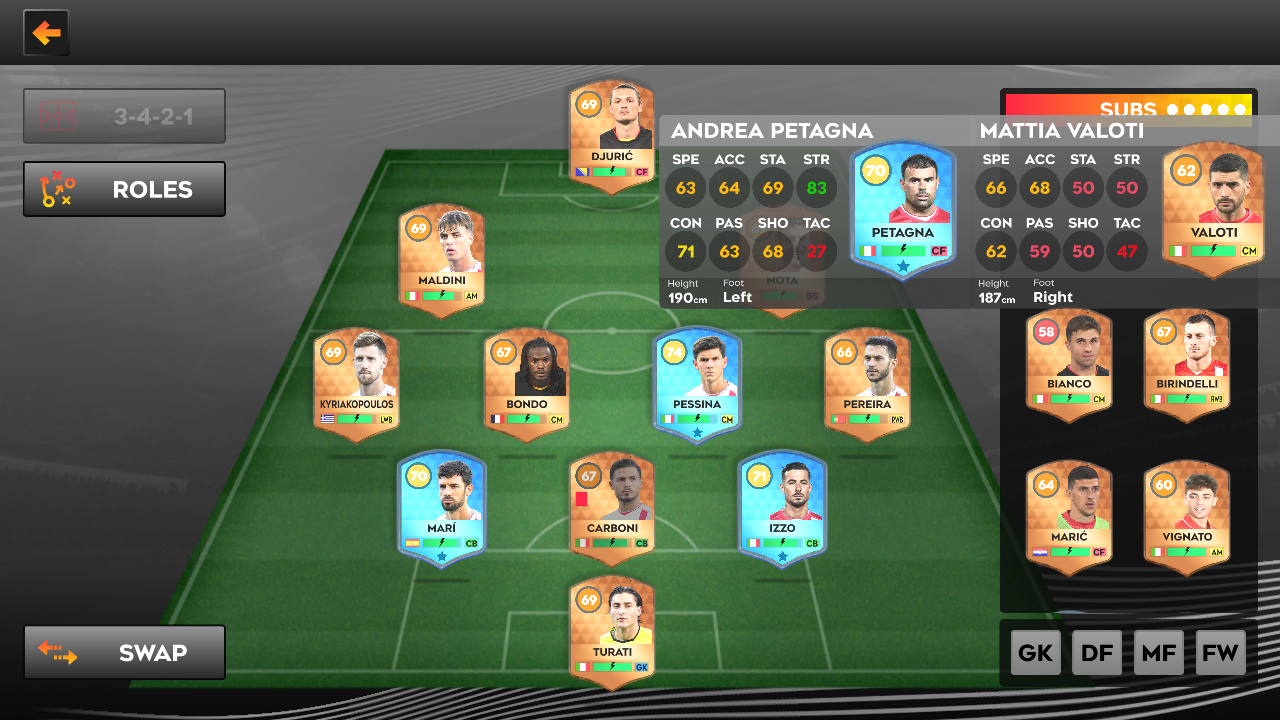 3-4-2-1
ROLES
SWAP
69
DJURIĆ
CF
69
MALDINI
AM
MOTA
SS
69
KYRIAKOPOULOS
LWB
67
BONDO
CM
74
PESSINA
CM
66
PEREIRA
RWB
70
MARÍ
CB
67
CARBONI
CB
71
IZZO
CB
69
TURATI
GK
SUBS
ANDREA PETAGNA
SPE ACC STA STR
63 64 69 83
CON PAS SHO TAC
71 63 68 27
Height Foot
190cm Left
70
PETAGNA
CF
MATTIA VALOTI
SPE ACC STA STR
66 68 50 50
CON PAS SHO TAC
62 59 50 47
Height Foot
187cm Right
62
VALOTI
CM
58
BIANCO
CM
67
BIRINDELLI
RWB
64
MARIĆ
CF
60
VIGNATO
AM
GK DF MF FW